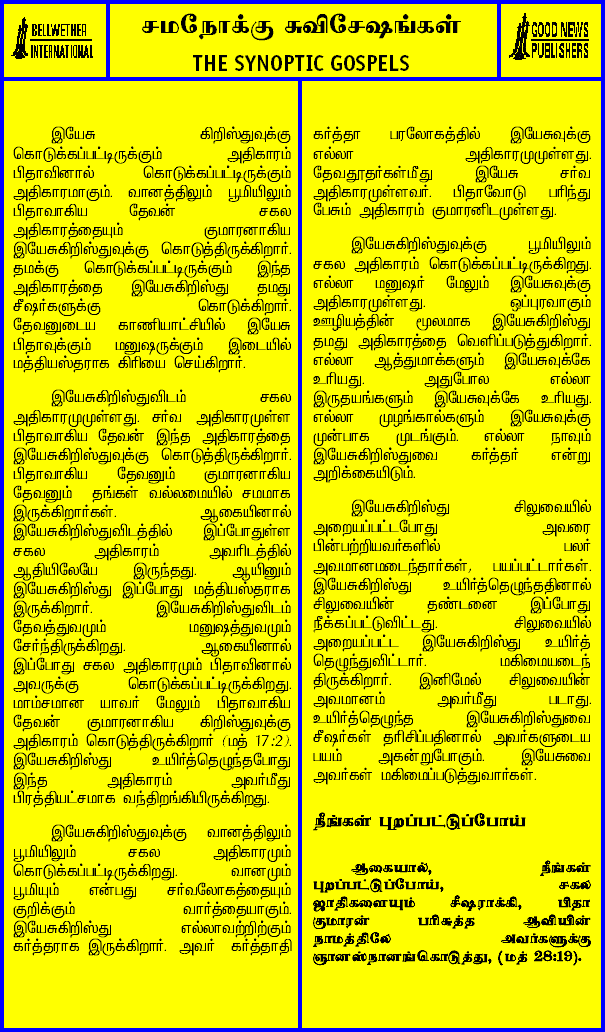 BELLWETHER
INTERNATIONAL
சமநோக்கு சுவிசேஷங்கள்
THE SYNOPTIC GOSPELS
GOOD NEWS
PUBLISHERS
இயேசு கிறிஸ்துவுக்கு
கொடுக்கப்பட்டிருக்கும் அதிகாரம்
பிதாவினால் கொடுக்கப்பட்டிருக்கும்
அதிகாரமாகும். வானத்திலும் பூமியிலும்
பிதாவாகிய தேவன் சகல
அதிகாரத்தையும் குமாரனாகிய
இயேசுகிறிஸ்துவுக்கு கொடுத்திருக்கிறார்.
தமக்கு கொடுக்கப்பட்டிருக்கும் இந்த
அதிகாரத்தை இயேசுகிறிஸ்து தமது
சீஷர்களுக்கு கொடுக்கிறார்.
தேவனுடைய காணியாட்சியில் இயேசு
பிதாவுக்கும் மனுஷருக்கும் இடையில்
மத்தியஸ்தராக கிரியை செய்கிறார்.
இயேசுகிறிஸ்துவிடம் சகல
அதிகாரமுமுள்ளது. சர்வ அதிகாரமுள்ள
பிதாவாகிய தேவன் இந்த அதிகாரத்தை
இயேசுகிறிஸ்துவுக்கு கொடுத்திருக்கிறார்.
பிதாவாகிய தேவனும் குமாரனாகிய
தேவனும் தங்கள் வல்லமையில் சமமாக
இருக்கிறார்கள். ஆகையினால்
இயேசுகிறிஸ்துவிடத்தில் இப்போதுள்ள
சகல அதிகாரம் அவரிடத்தில்
ஆதியிலேயே இருந்தது. ஆயினும்
இயேசுகிறிஸ்து இப்போது மத்தியஸ்தராக
இருக்கிறார். இயேசுகிறிஸ்துவிடம்
தேவத்துவமும் மனுஷத்துவமும்
சேர்ந்திருக்கிறது. ஆகையினால்
இப்போது சகல அதிகாரமும் பிதாவினால்
அவருக்கு கொடுக்கப்பட்டிருக்கிறது.
மாம்சமான யாவர் மேலும் பிதாவாகிய
தேவன் குமாரனாகிய கிறிஸ்துவுக்கு
அதிகாரம் கொடுத்திருக்கிறார் (மத் 17:2).
இயேசுகிறிஸ்து உயிர்த்தெழுந்தபோது
இந்த அதிகாரம் அவர்மீது
பிரத்தியட்சமாக வந்திறங்கியிருக்கிறது.
இயேசுகிறிஸ்துவுக்கு வானத்திலும்
பூமியிலும் சகல அதிகாரமும்
கொடுக்கப்பட்டிருக்கிறது. வானமும்
பூமியும் என்பது சர்வலோகத்தையும்
குறிக்கும் வார்த்தையாகும்.
இயேசுகிறிஸ்து எல்லாவற்றிற்கும்
கர்த்தராக இருக்கிறார். அவர் கர்த்தாதி
கர்த்தா பரலோகத்தில் இயேசுவுக்கு
எல்லா அதிகாரமுமுள்ளது.
தேவதூதர்கள்மீது இயேசு சர்வ
அதிகாரமுள்ளவர். பிதாவோடு பரிந்து
பேசும் அதிகாரம் குமாரனிடமுள்ளது.
இயேசுகிறிஸ்துவுக்கு பூமியிலும்
சகல அதிகாரம் கொடுக்கப்பட்டிருக்கிறது.
எல்லா மனுஷர் மேலும் இயேசுவுக்கு
அதிகாரமுள்ளது. ஒப்புரவாகும்
ஊழியத்தின் மூலமாக இயேசுகிறிஸ்து
தமது அதிகாரத்தை வெளிப்படுத்துகிறார்.
எல்லா ஆத்துமாக்களும் இயேசுவுக்கே
உரியது. அதுபோல எல்லா
இருதயங்களும் இயேசுவுக்கே உரியது.
எல்லா முழங்கால்களும் இயேசுவுக்கு
முன்பாக முடங்கும். எல்லா நாவும்
இயேசுகிறிஸ்துவை கர்த்தர் என்று
அறிக்கையிடும்.
இயேசுகிறிஸ்து சிலுவையில்
அறையப்பட்டபோது அவரை
பின்பற்றியவர்களில் பலர்
அவமானமடைந்தார்கள், பயப்பட்டார்கள்.
இயேசுகிறிஸ்து உயிர்த்தெழுந்ததினால்
சிலுவையின் தண்டனை இப்போது
நீக்கப்பட்டுவிட்டது. சிலுவையில்
அறையப்பட்ட இயேசுகிறிஸ்து உயிர்த்
தெழுந்துவிட்டார். மகிமையடைந்
திருக்கிறார். இனிமேல் சிலுவையின்
அவமானம் அவர்மீது படாது.
உயிர்த்தெழுந்த இயேசுகிறிஸ்துவை
சீஷர்கள் தரிசிப்பதினால் அவர்களுடைய
பயம் அகன்றுபோகும். இயேசுவை
அவர்கள் மகிமைப்படுத்துவார்கள்.
நீங்கள் புறப்பட்டுப்போய்
ஆகையால், நீங்கள்
புறப்பட்டுப்போய், சகல
ஜாதிகளையும் சீஷராக்கி, பிதா
குமாரன் பரிசுத்த ஆவியின்
நாமத்திலே அவர்களுக்கு
ஞானஸ்நானங்கொடுத்து, (மத் 28:19).